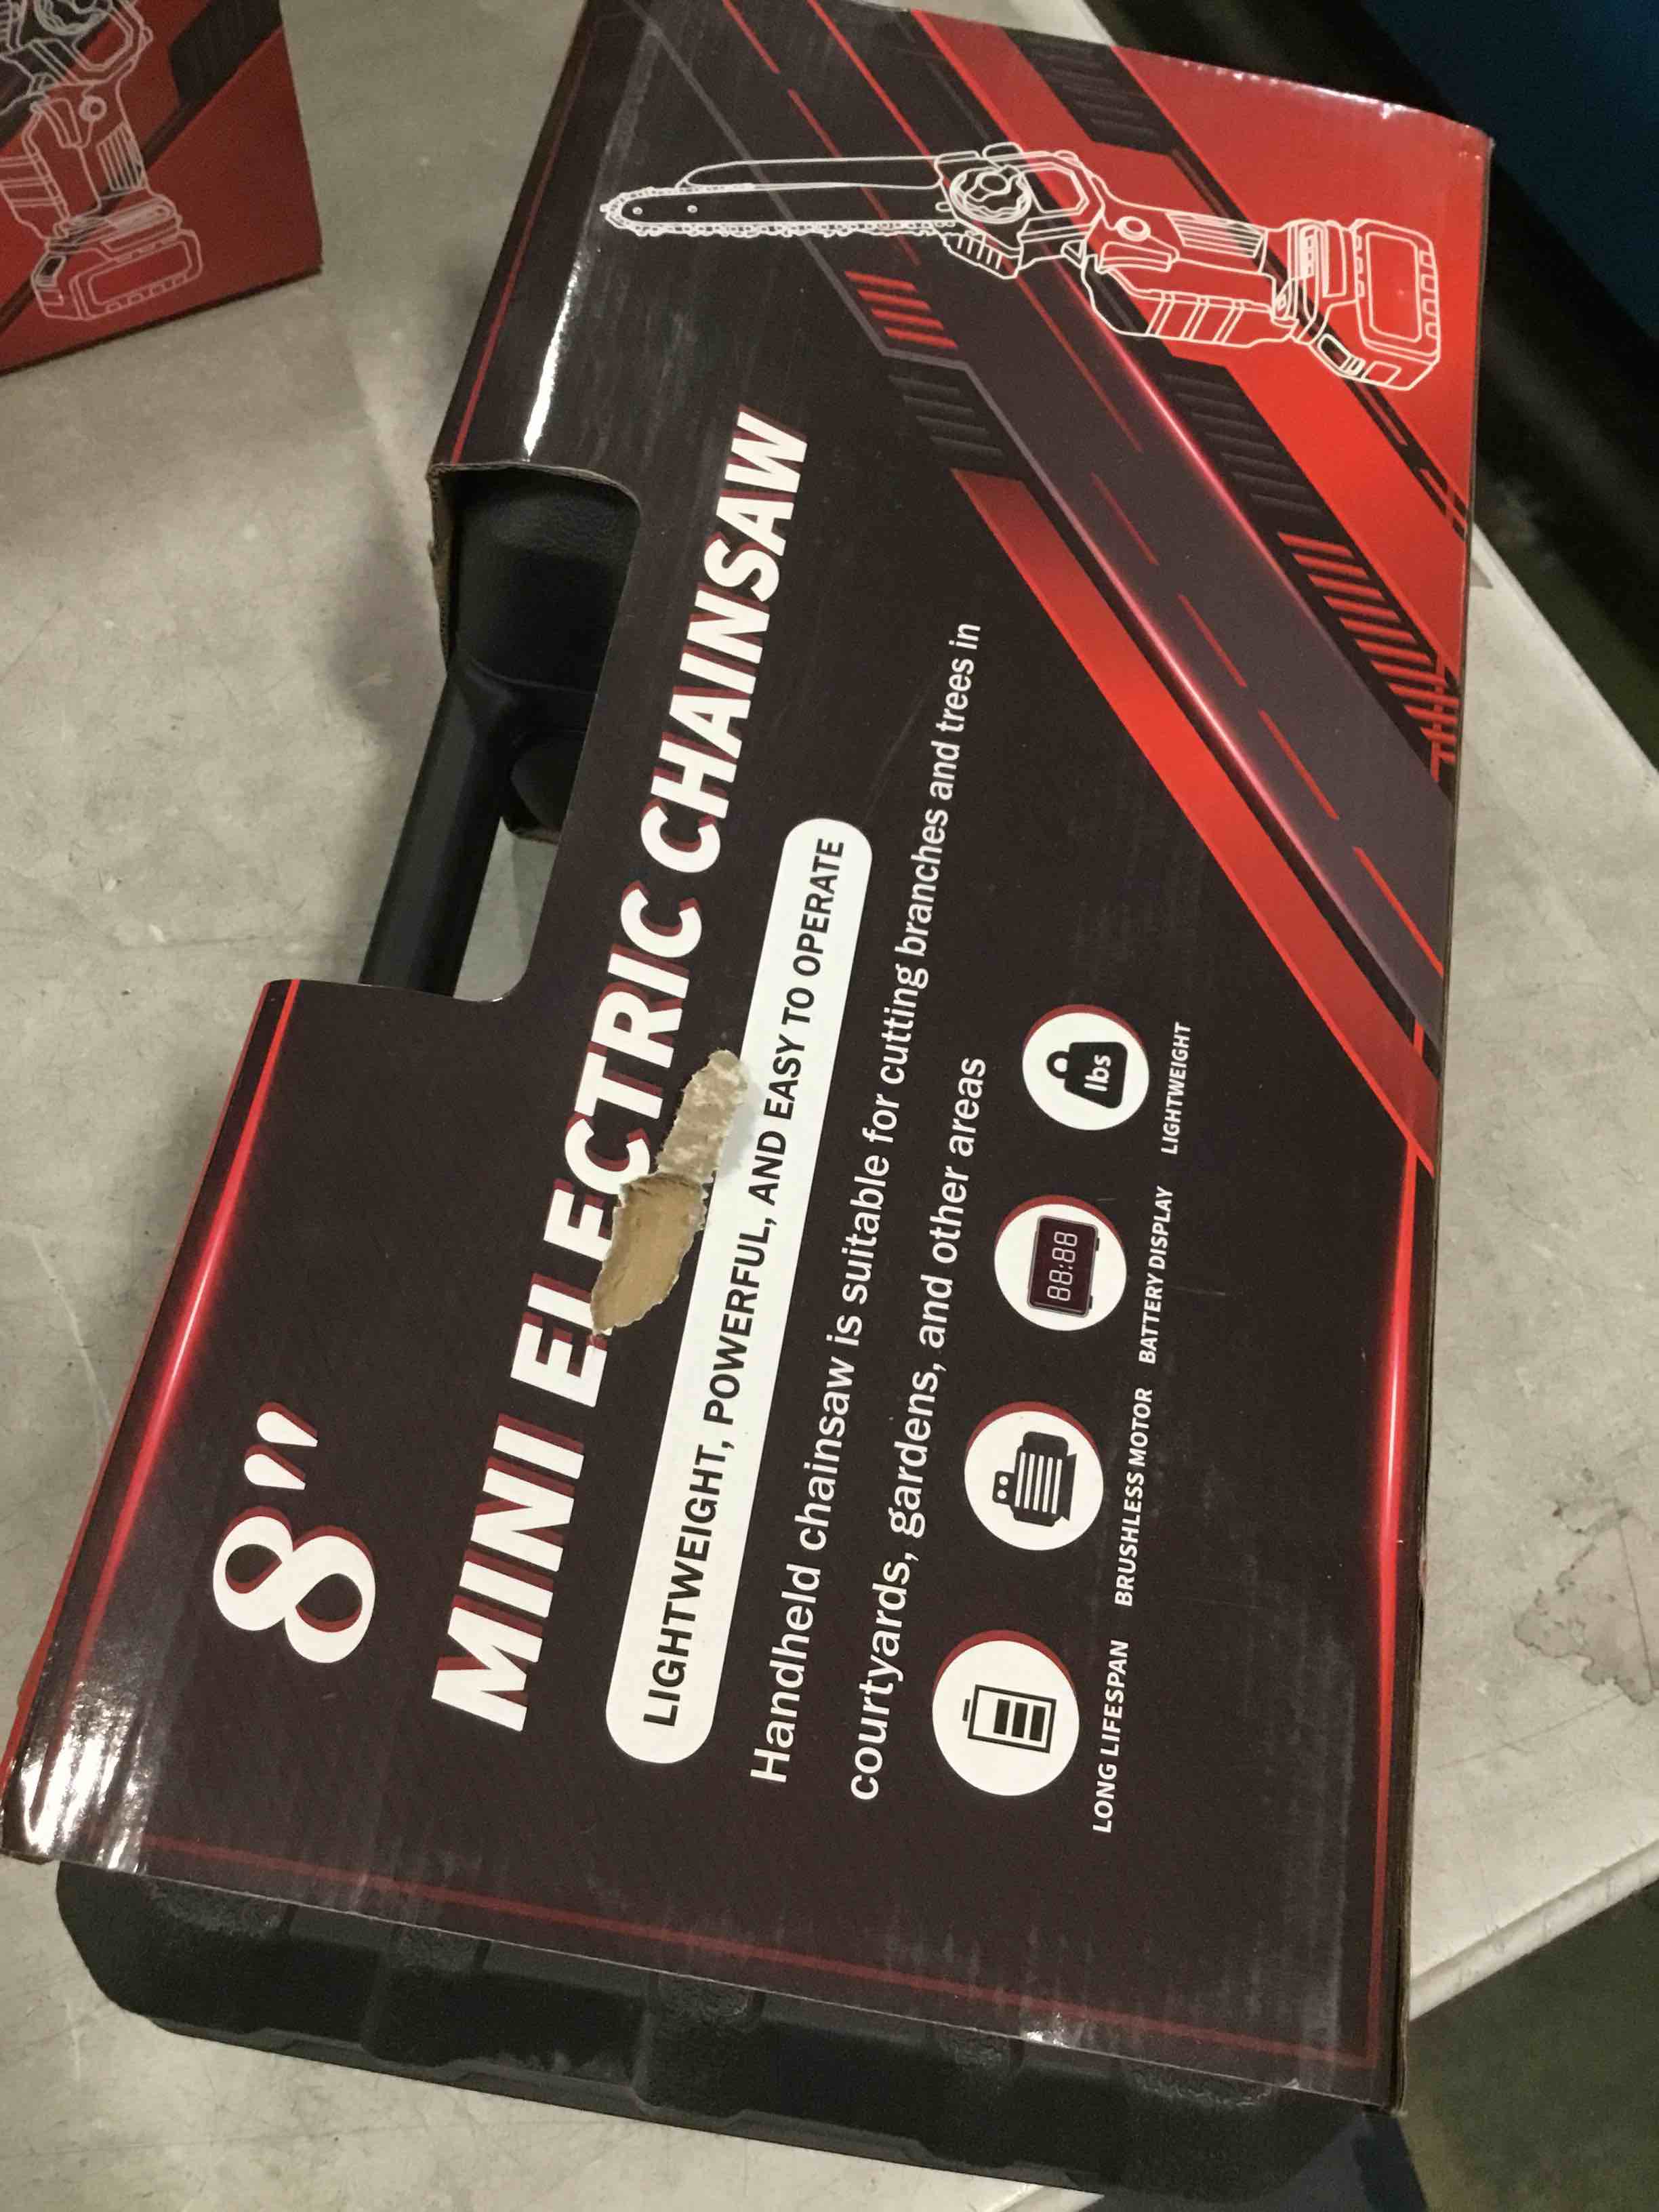 8"
MINI ELECTRIC CHAINSAW
LIGHTWEIGHT, POWERFUL, AND EASY TO OPERATE
Handheld chainsaw is suitable for cutting branches and trees in
courtyards, gardens, and other areas
lbs
88:88
LONG LIFESPAN BRUSHLESS MOTOR BATTERY DISPLAY LIGHTWEIGHT